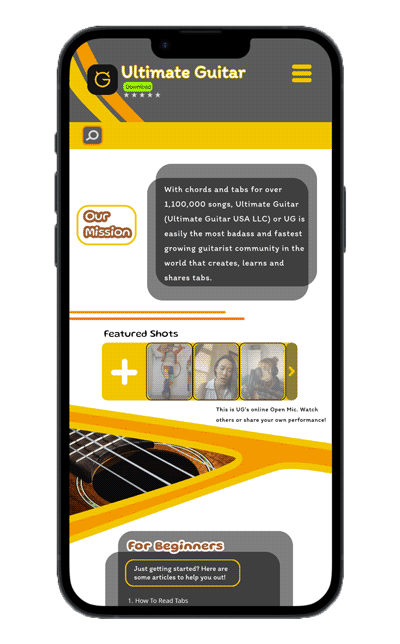 Ultimate Guitar
Download
Our
Mission
With chords and tabs for over
1,100,000 songs, Ultimate Guitar
(Ultimate Guitar USA LLC) or UG is
easily the most badass and fastest
growing guitarist community in the
world that creates, learns and
shares tabs.
Featured Shots
This is UG's online Open Mic. Watch
others or share your own performance!
For Beginners
Just getting started? Here are
some articles to help you out!
1. How To Read Tabs